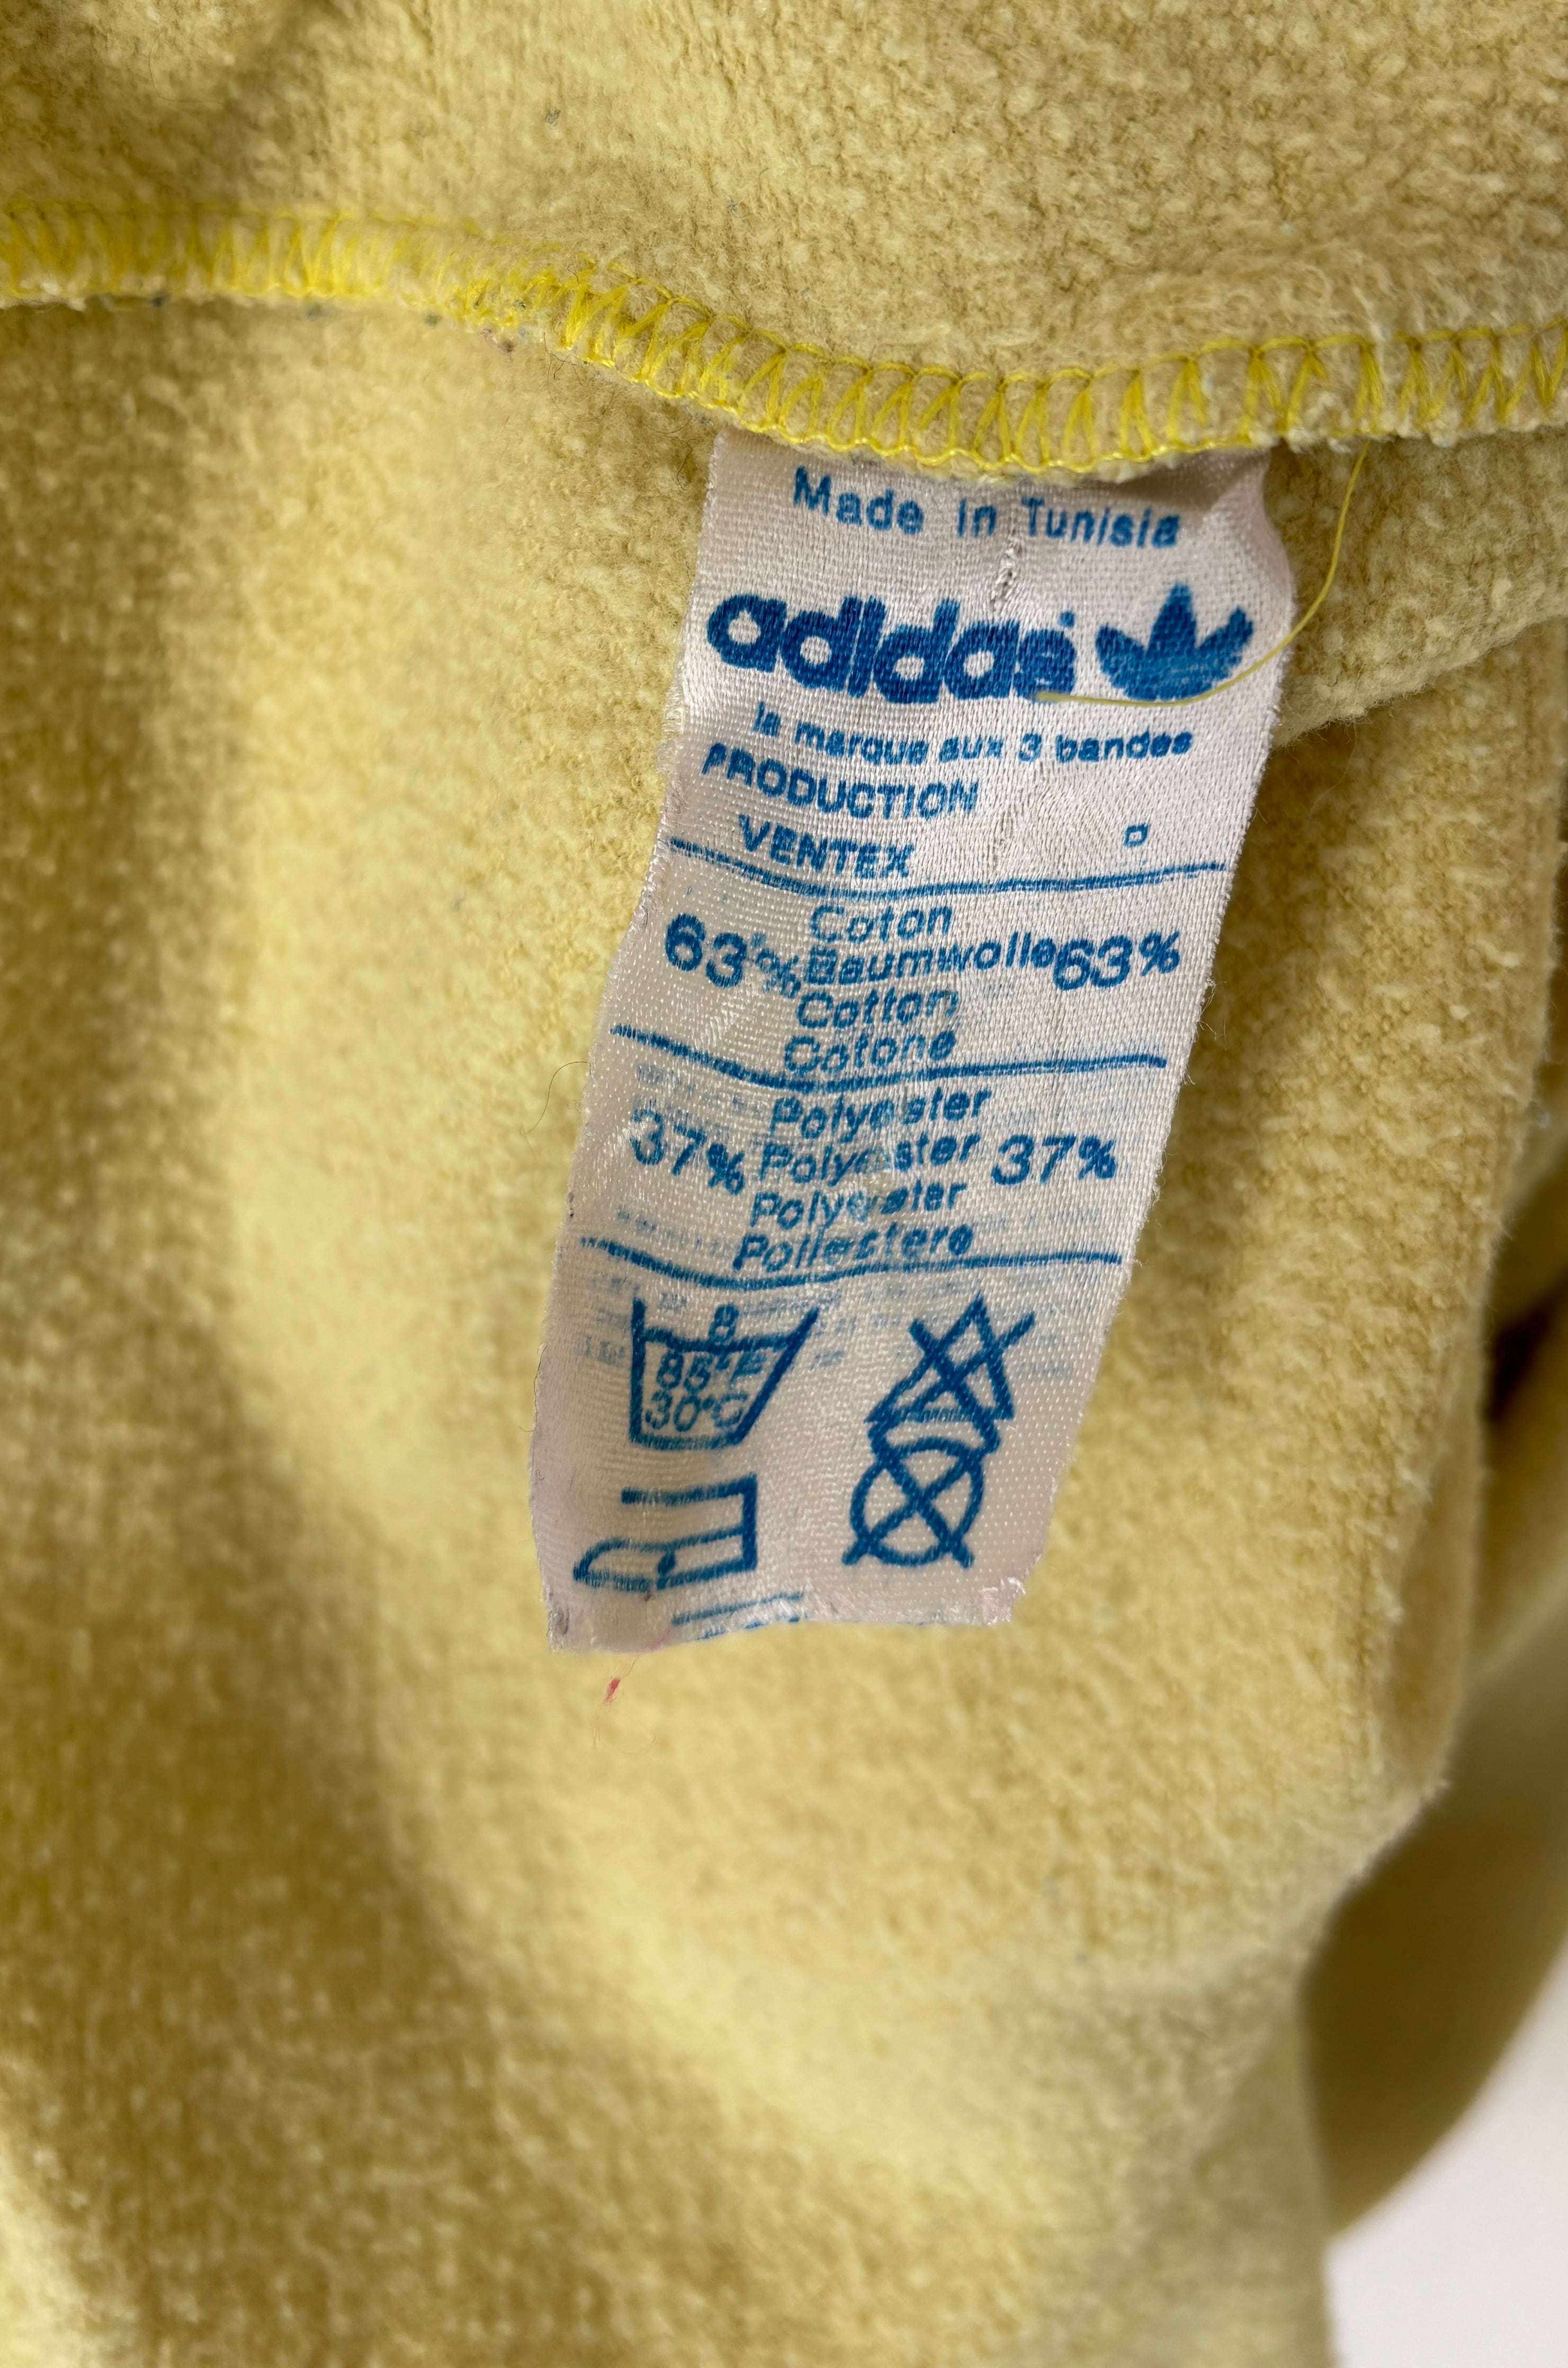 Made in Tunisia
adidas
la marque aux 3 bandes
PRODUCTION
VENTEX
Coton
63% Baumwolle 63%
Cotton
Cotone
Polyester
37% Polyester 37%
Polyester
Poliestere
8
85°F
30°C